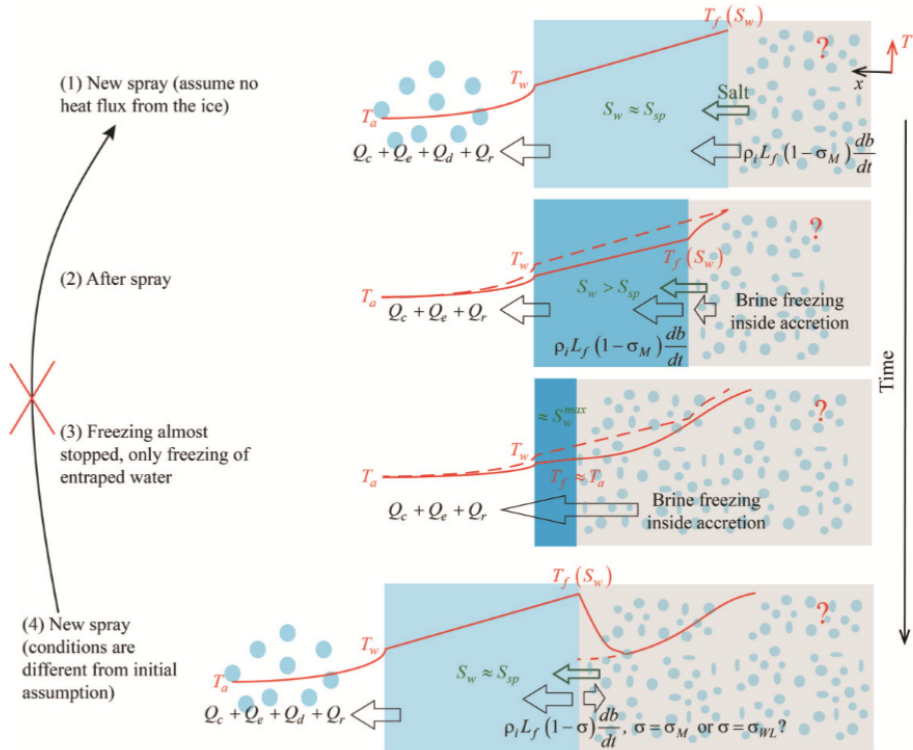 (1) New spray (assume no
heat flux from the ice)
T_f(S_w)
?
T
x
T_w
T_a
S_w ≈ S_sp
Salt
Q_c + Q_e + Q_d + Q_r
ρ_i L_f (1−σ_M) db/dt
(2) After spray
?
T_w
T_f(S_w)
T_a
S_w > S_sp
Q_c + Q_e + Q_r
Brine freezing
inside accretion
ρ_i L_f (1−σ_M) db/dt
Time
(3) Freezing almost
stopped, only freezing of
entraped water
≈ S_w^max
?
T_w
T_a
T_f ≈ T_a
Q_c + Q_e + Q_r
Brine freezing
inside accretion
(4) New spray
(conditions are
different from initial
assumption)
T_f(S_w)
?
T_w
T_a
S_w ≈ S_sp
Q_c + Q_e + Q_d + Q_r
ρ_i L_f (1−σ) db/dt, σ = σ_M or σ = σ_WL?